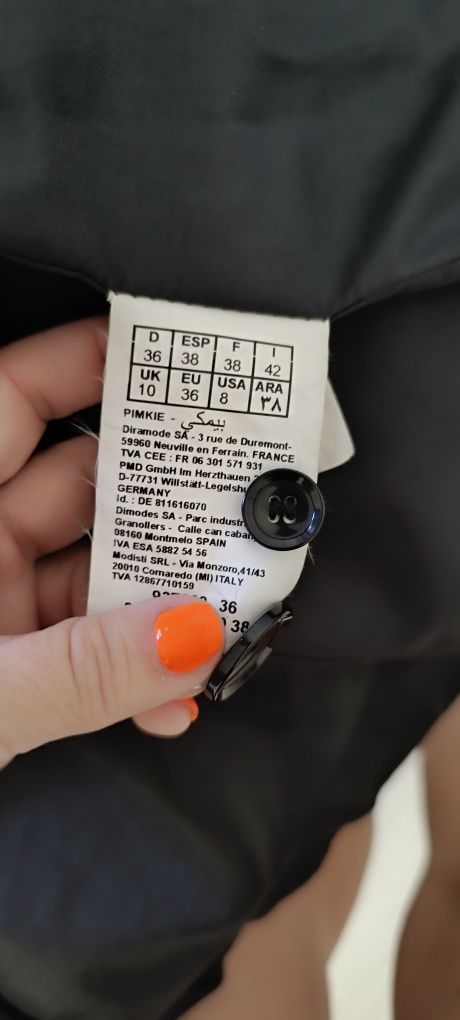 D ESP F I
36 38 38 42
UK EU USA ARA
10 36 8 ٣٨
PIMKIE - بيمكي
Diramode SA - 3 rue de Duremont-
59960 Neuville en Ferrain. FRANCE
TVA CEE : FR 06 301 571 931
PMD GmbH Im Herzthauen
D-77731 Willstätt-Legelshu
GERMANY
Id. : DE 811616070
Dimodes SA - Parc industr
Granollers - Calle can caba
08160 Montmelo SPAIN
IVA ESA 5882 54 56
Modisti SRL - Via Monzoro,41/43
20010 Cornaredo (MI) ITALY
TVA 12867710159
36
38